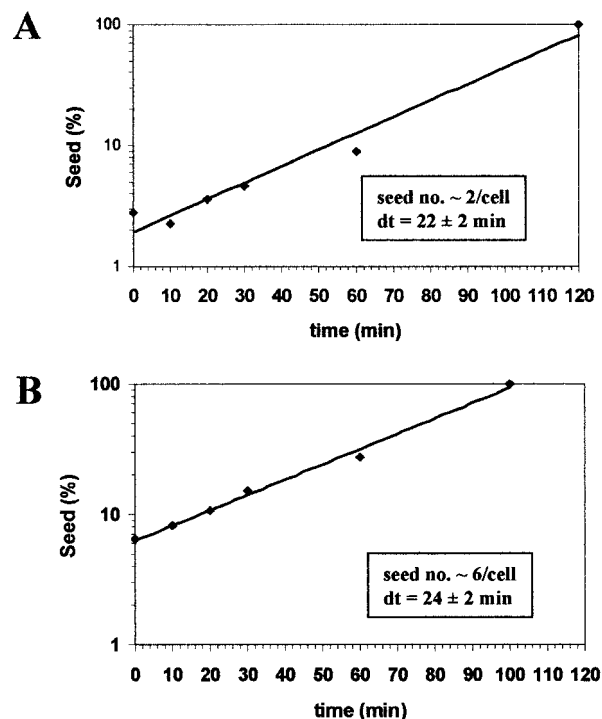 A
100
10
1
Seed (%)
0 10 20 30 40 50 60 70 80 90 100 110 120
time (min)
seed no. ~ 2/cell
dt = 22 ± 2 min
B
100
10
1
Seed (%)
0 10 20 30 40 50 60 70 80 90 100 110 120
time (min)
seed no. ~ 6/cell
dt = 24 ± 2 min